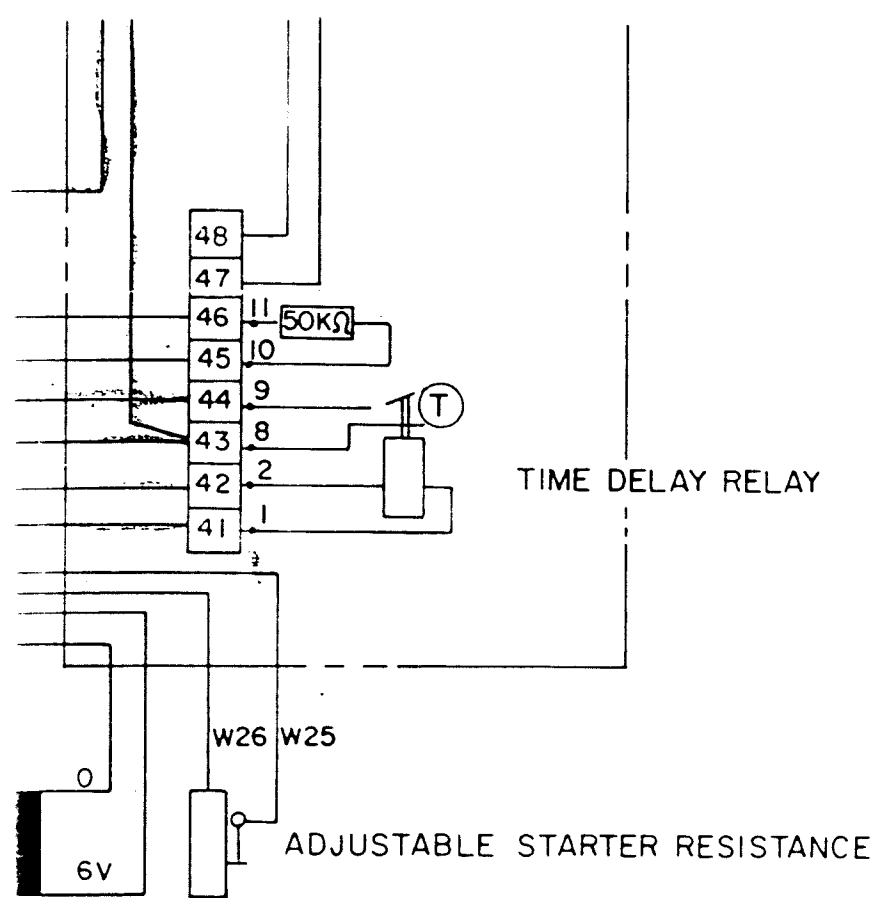 48
47
46 11 50KΩ
45 10
44 9 T
43 8
42 2 TIME DELAY RELAY
41 1
W26 W25
0
ADJUSTABLE STARTER RESISTANCE
6V